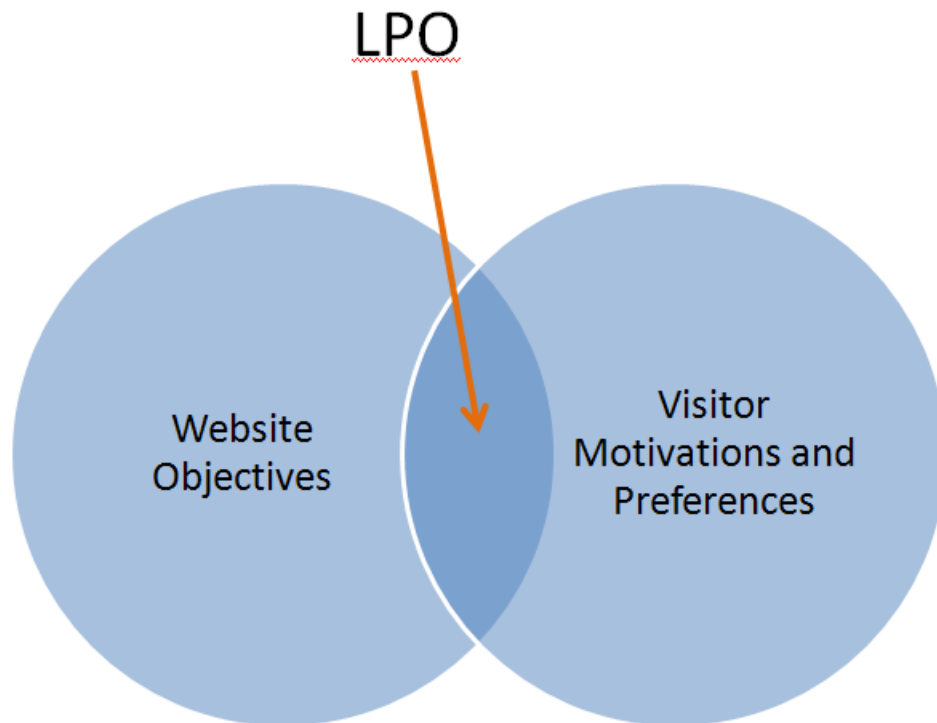 LPO
Website
Objectives
Visitor
Motivations and
Preferences